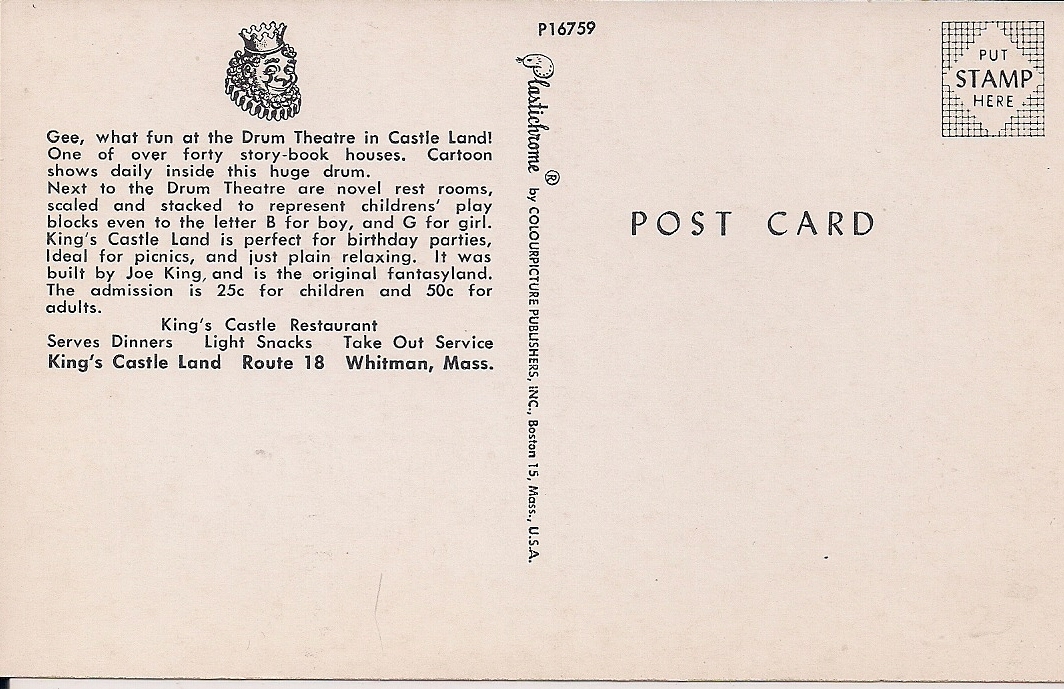 P16759
PUT
STAMP
HERE
Gee, what fun at the Drum Theatre in Castle Land!
One of over forty story-book houses. Cartoon
shows daily inside this huge drum.
Next to the Drum Theatre are novel rest rooms,
scaled and stacked to represent childrens' play
blocks even to the letter B for boy, and G for girl.
King's Castle Land is perfect for birthday parties,
Ideal for picnics, and just plain relaxing. It was
built by Joe King, and is the original fantasyland.
The admission is 25c for children and 50c for
adults.
King's Castle Restaurant
Serves Dinners Light Snacks Take Out Service
King's Castle Land Route 18 Whitman, Mass.
Plastichrome ® by COLOURPICTURE PUBLISHERS, INC., Boston 15, Mass., U.S.A.
POST CARD